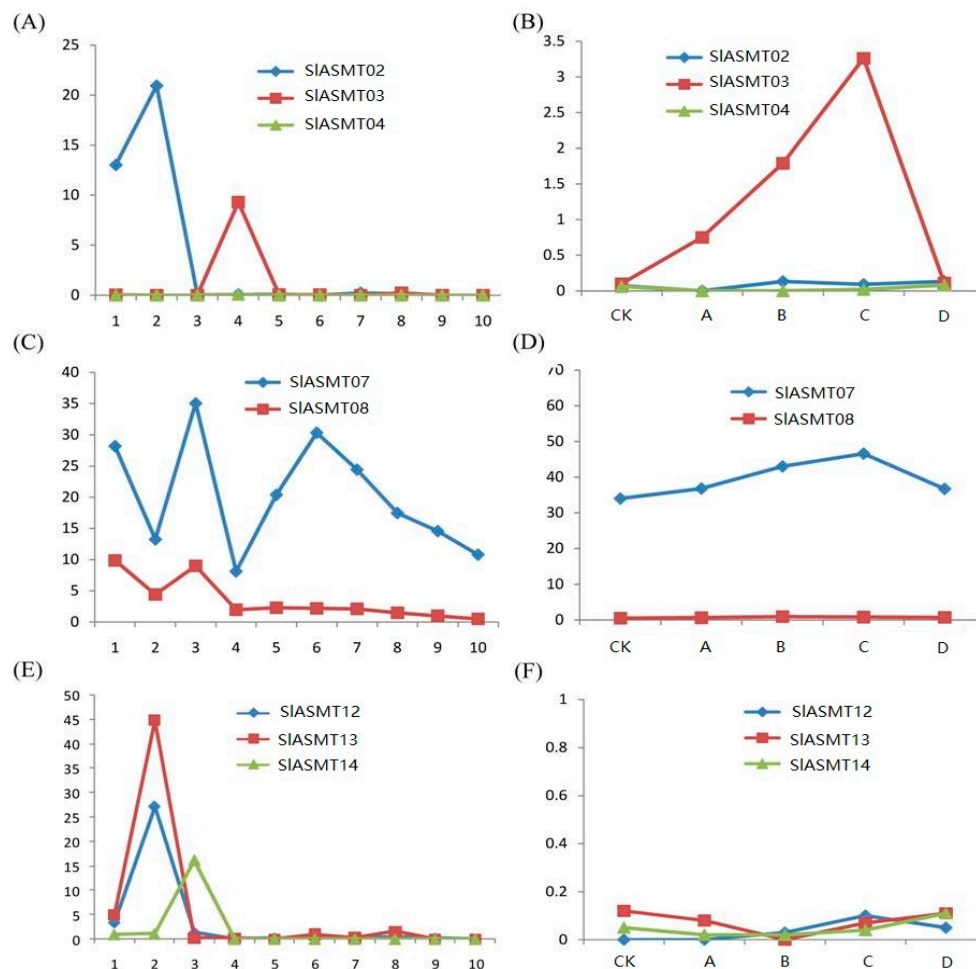 (A)
25
20
15
10
5
0
SlASMT02
SlASMT03
SlASMT04
1 2 3 4 5 6 7 8 9 10
(B)
3.5
3
2.5
2
1.5
1
0.5
0
SlASMT02
SlASMT03
SlASMT04
CK A B C D
(C)
40
35
30
25
20
15
10
5
0
SlASMT07
SlASMT08
1 2 3 4 5 6 7 8 9 10
(D)
70
60
50
40
30
20
10
0
SlASMT07
SlASMT08
CK A B C D
(E)
50
45
40
35
30
25
20
15
10
5
0
SlASMT12
SlASMT13
SlASMT14
1 2 3 4 5 6 7 8 9 10
(F)
1
0.8
0.6
0.4
0.2
0
SlASMT12
SlASMT13
SlASMT14
CK A B C D